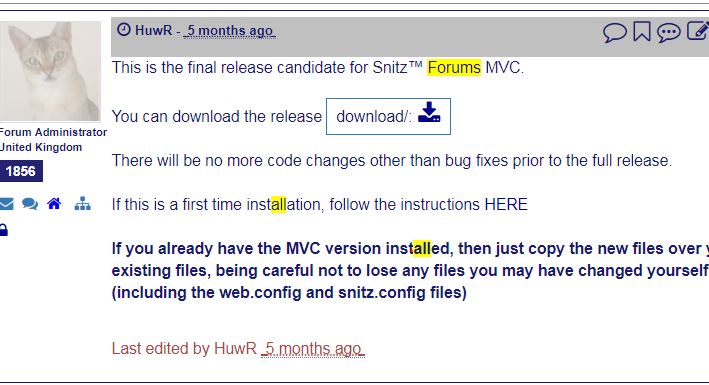 HuwR - 5 months ago
This is the final release candidate for Snitz™ Forums MVC.
You can download the release download/:
Forum Administrator
United Kingdom
There will be no more code changes other than bug fixes prior to the full release.
1856
If this is a first time installation, follow the instructions HERE
If you already have the MVC version installed, then just copy the new files over
existing files, being careful not to lose any files you may have changed yourself
(including the web.config and snitz.config files)
Last edited by HuwR 5 months ago